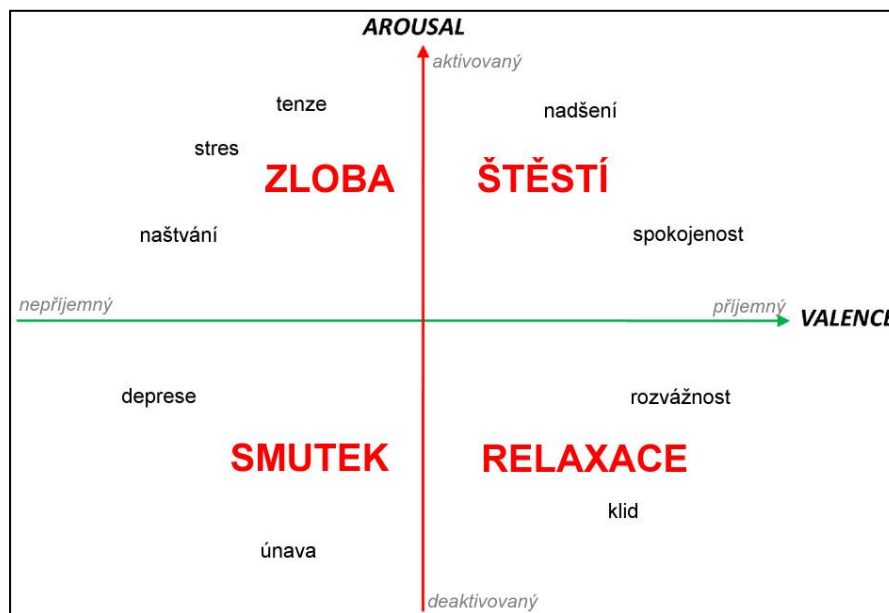 AROUSAL
aktivovaný
tenze
nadšení
stres
ZLOBA
ŠTĚSTÍ
naštvání
spokojenost
nepříjemný
příjemný
VALENCE
deprese
rozvážnost
SMUTEK
RELAXACE
klid
únava
deaktivovaný